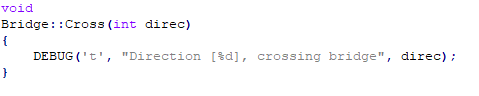 void
Bridge::Cross(int direc)
{
    DEBUG('t', "Direction [%d], crossing bridge", direc);
}